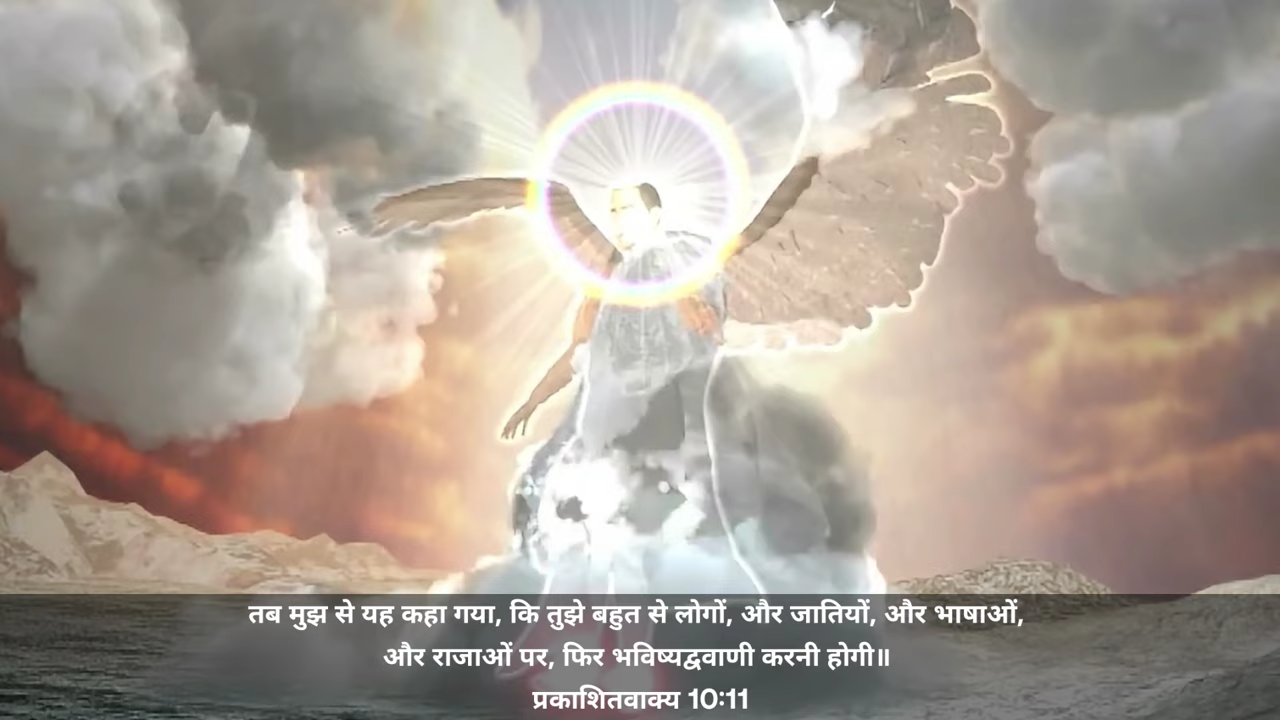 तब मुझ से यह कहा गया, कि तुझे बहुत से लोगों, और जातियों, और भाषाओं,
और राजाओं पर, फिर भविष्यद्ववाणी करनी होगी॥
प्रकाशितवाक्य 10:11